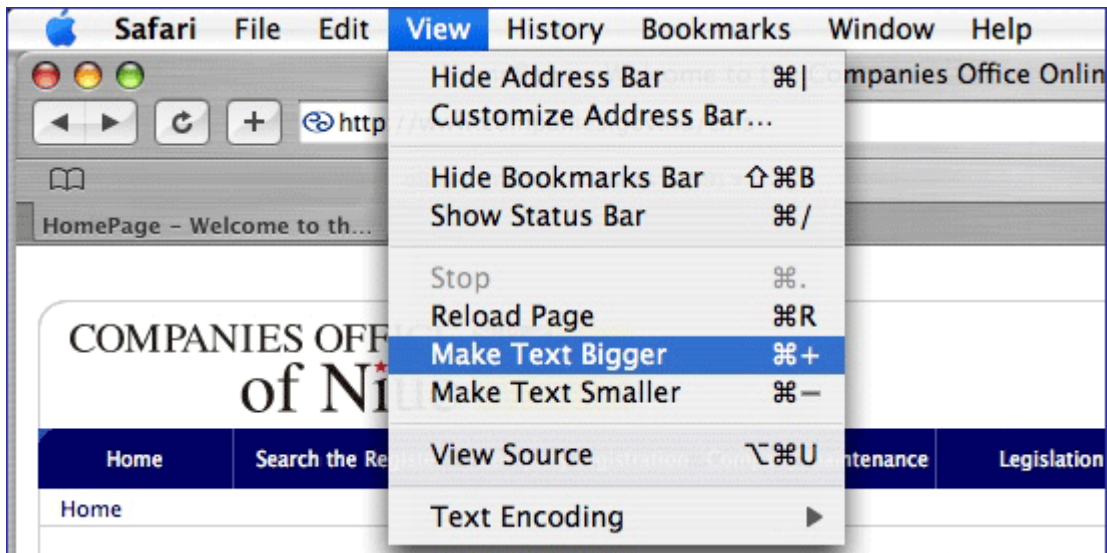 Safari File Edit View History Bookmarks Window Help
Hide Address Bar ⌘|
mpanies Office Onlin
Customize Address Bar...
http
Hide Bookmarks Bar ⇧⌘B
Show Status Bar ⌘/
HomePage – Welcome to th...
Stop ⌘.
Reload Page ⌘R
Make Text Bigger ⌘+
Make Text Smaller ⌘–
COMPANIES OFF
of Niue
View Source ⌥⌘U
Home Search the Re ntenance Legislation
Home
Text Encoding ▶